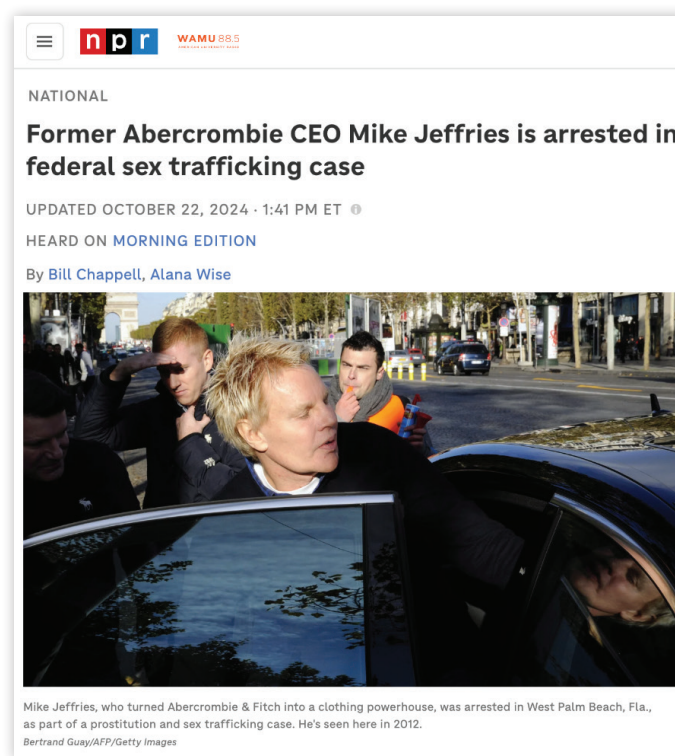 npr WAMU 88.5
AMERICAN UNIVERSITY RADIO
NATIONAL
Former Abercrombie CEO Mike Jeffries is arrested in
federal sex trafficking case
UPDATED OCTOBER 22, 2024 · 1:41 PM ET
HEARD ON MORNING EDITION
By Bill Chappell, Alana Wise
Mike Jeffries, who turned Abercrombie & Fitch into a clothing powerhouse, was arrested in West Palm Beach, Fla.,
as part of a prostitution and sex trafficking case. He's seen here in 2012.
Bertrand Guay/AFP/Getty Images